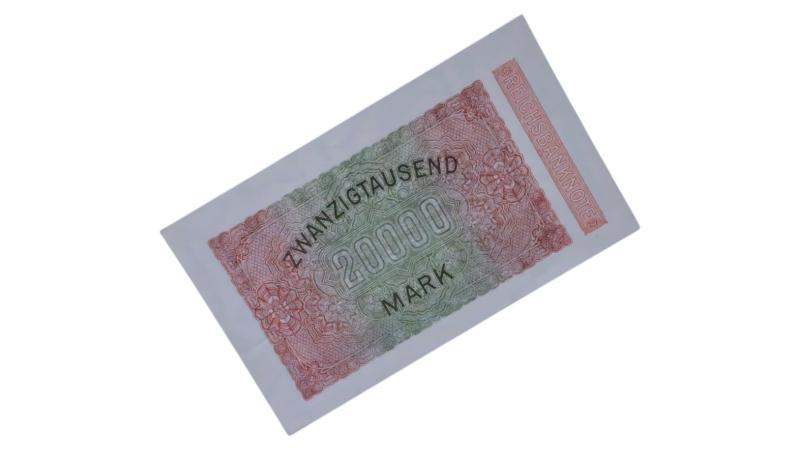 ZWANZIGTAUSEND
20000
MARK
REICHSBANKNOTE